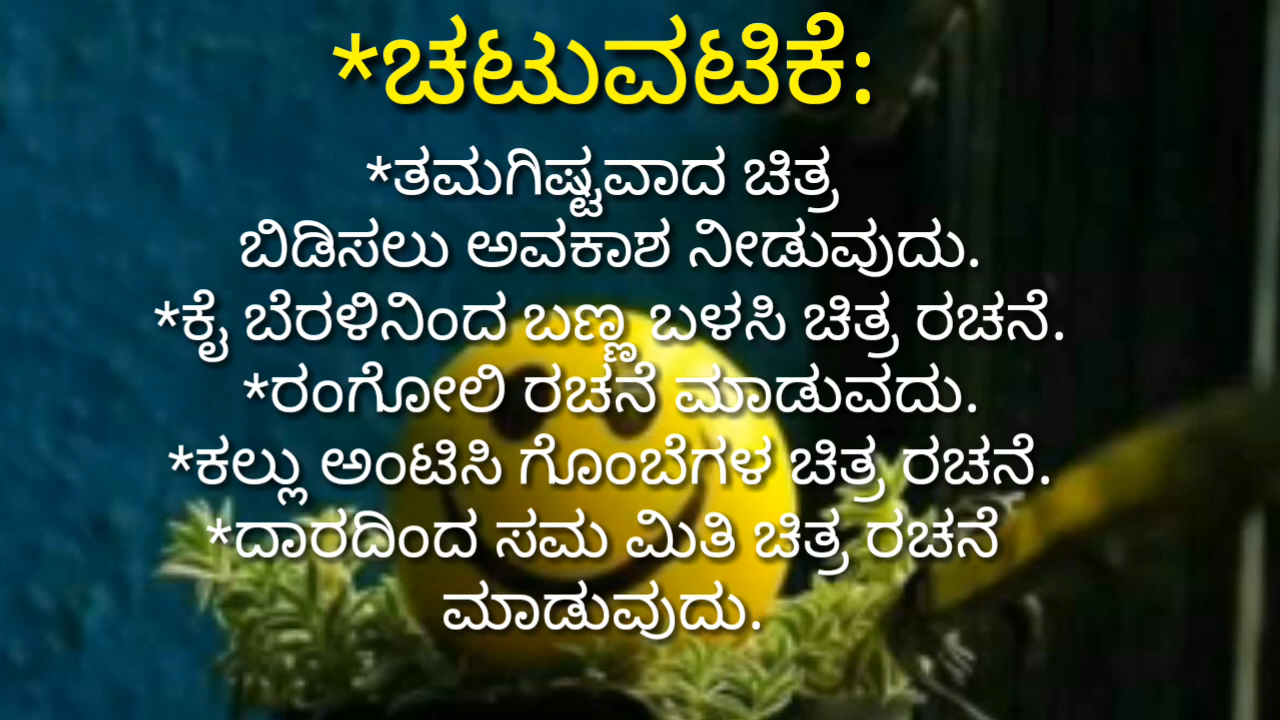 *ಚಟುವಟಿಕೆ:
*ತಮಗಿಷ್ಟವಾದ ಚಿತ್ರ
ಬಿಡಿಸಲು ಅವಕಾಶ ನೀಡುವುದು.
*ಕೈ ಬೆರಳಿನಿಂದ ಬಣ್ಣ ಬಳಸಿ ಚಿತ್ರ ರಚನೆ.
*ರಂಗೋಲಿ ರಚನೆ ಮಾಡುವದು.
*ಕಲ್ಲು ಅಂಟಿಸಿ ಗೊಂಬೆಗಳ ಚಿತ್ರ ರಚನೆ.
*ದಾರದಿಂದ ಸಮ ಮಿತಿ ಚಿತ್ರ ರಚನೆ
ಮಾಡುವುದು.